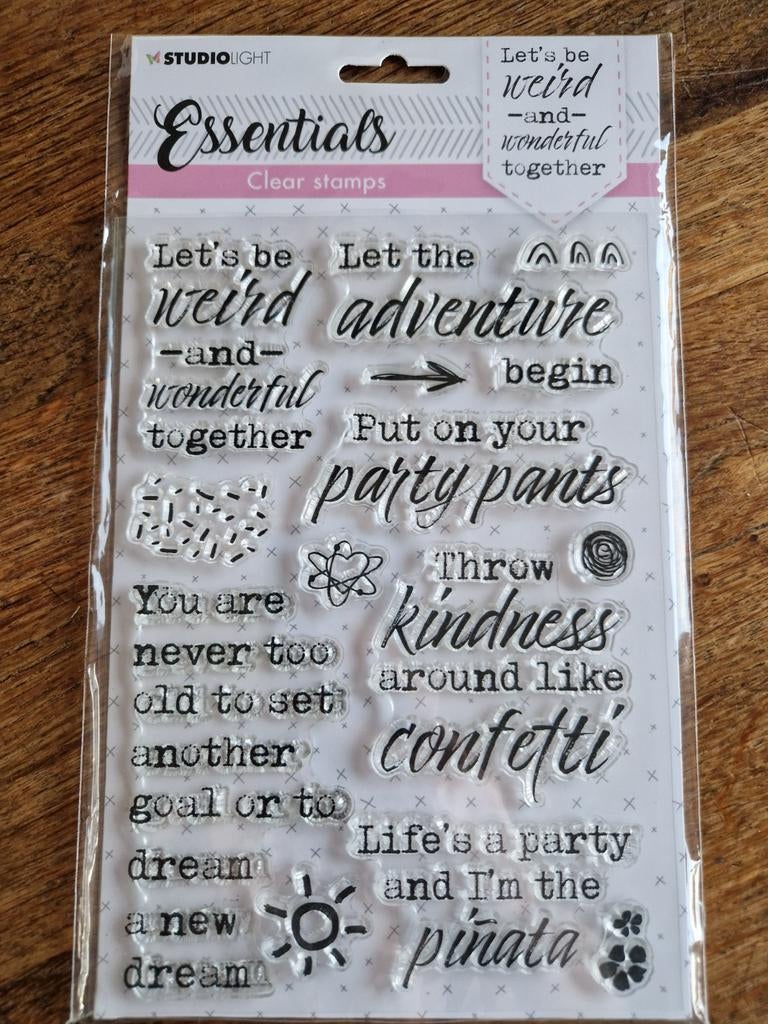 STUDIOLIGHT
Essentials
Clear stamps
Let's be
weird
-and-
wonderful
together
Let's be
weird
-and-
wonderful
together
Let the
adventure
begin
Put on your
party pants
Throw
kindness
around like
confetti
You are
never too
old to set
another
goal or to
dream
a new
dream
Life's a party
and I'm the
piñata